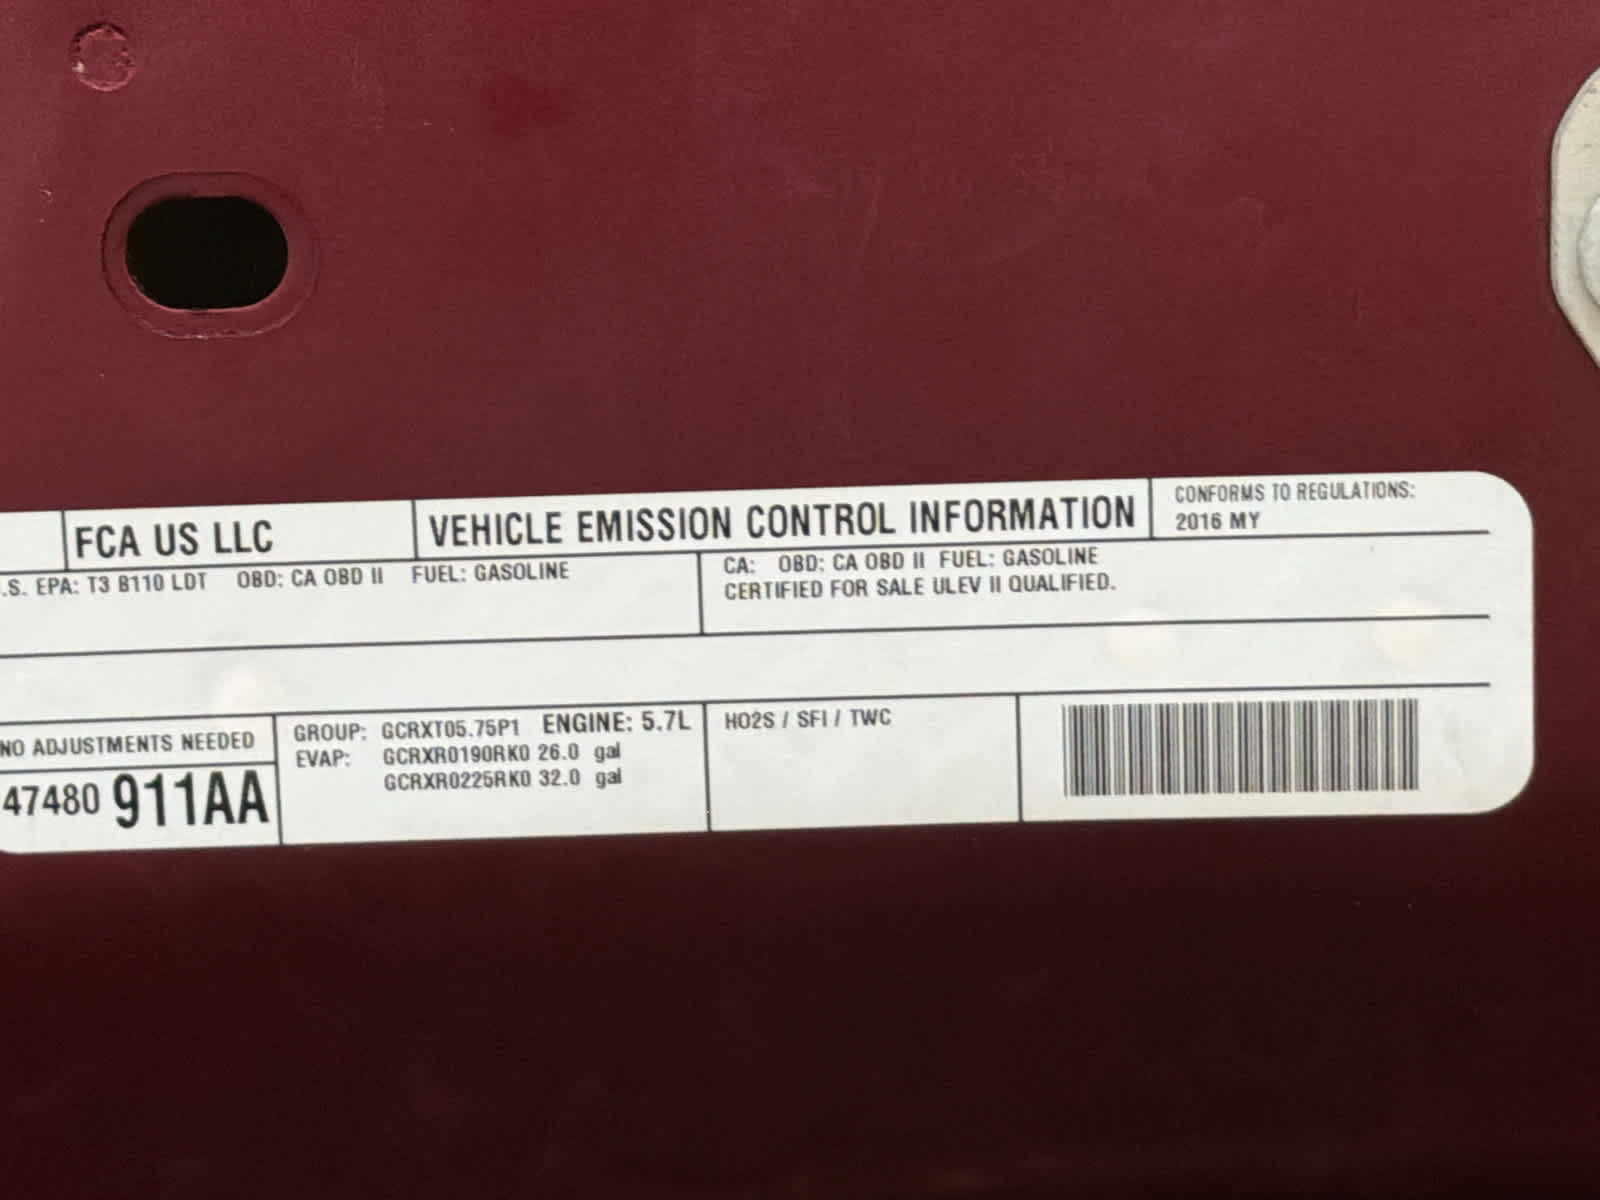 FCA US LLC
VEHICLE EMISSION CONTROL INFORMATION
CONFORMS TO REGULATIONS:
2016 MY
.S. EPA: T3 B110 LDT OBD: CA OBD II FUEL: GASOLINE
CA: OBD: CA OBD II FUEL: GASOLINE
CERTIFIED FOR SALE ULEV II QUALIFIED.
NO ADJUSTMENTS NEEDED
47480 911AA
GROUP: GCRXT05.75P1 ENGINE: 5.7L
EVAP: GCRXR0190RK0 26.0 gal
GCRXR0225RK0 32.0 gal
HO2S / SFI / TWC